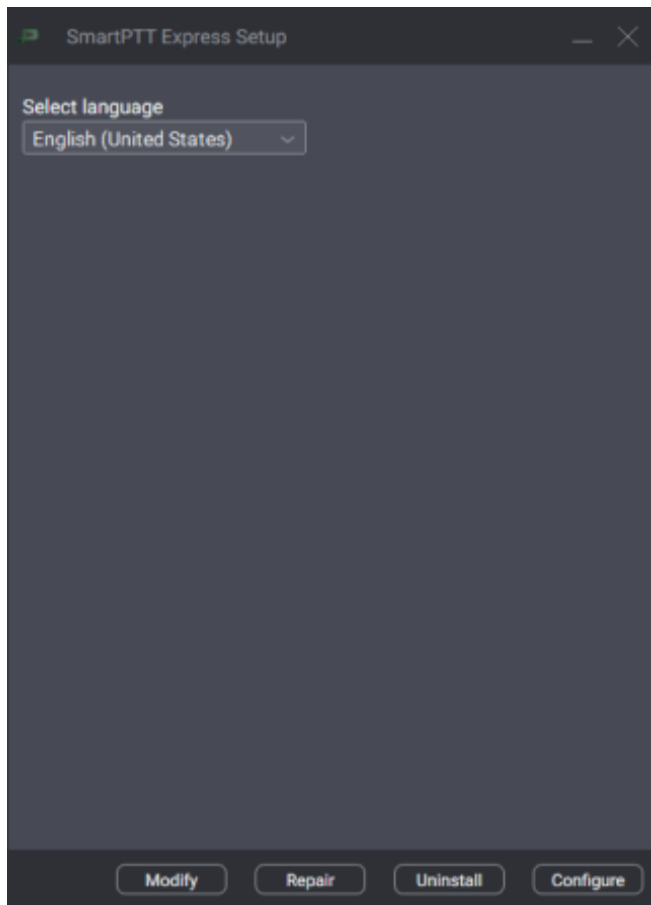 SmartPTT Express Setup
Select language
English (United States)
Modify Repair Uninstall Configure